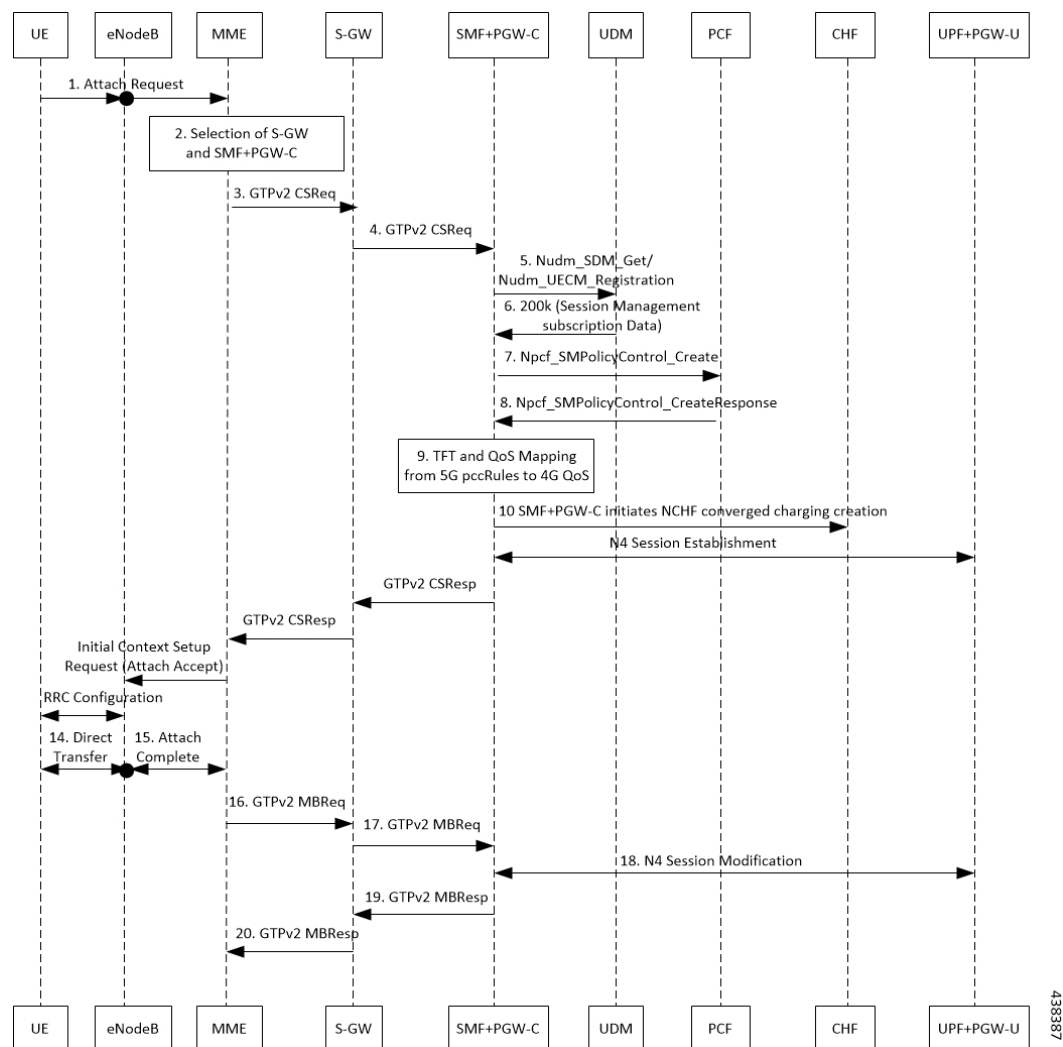 UE
eNodeB
MME
S-GW
SMF+PGW-C
UDM
PCF
CHF
UPF+PGW-U
1. Attach Request
2. Selection of S-GW
and SMF+PGW-C
3. GTPv2 CSReq
4. GTPv2 CSReq
5. Nudm_SDM_Get/
Nudm_UECM_Registration
6. 200k (Session Management
subscription Data)
7. Npcf_SMPolicyControl_Create
8. Npcf_SMPolicyControl_CreateResponse
9. TFT and QoS Mapping
from 5G pccRules to 4G QoS
10 SMF+PGW-C initiates NCHF converged charging creation
N4 Session Establishment
GTPv2 CSResp
GTPv2 CSResp
Initial Context Setup
Request (Attach Accept)
RRC Configuration
14. Direct
Transfer
15. Attach
Complete
16. GTPv2 MBReq
17. GTPv2 MBReq
18. N4 Session Modification
19. GTPv2 MBResp
20. GTPv2 MBResp
UE
eNodeB
MME
S-GW
SMF+PGW-C
UDM
PCF
CHF
UPF+PGW-U
438387